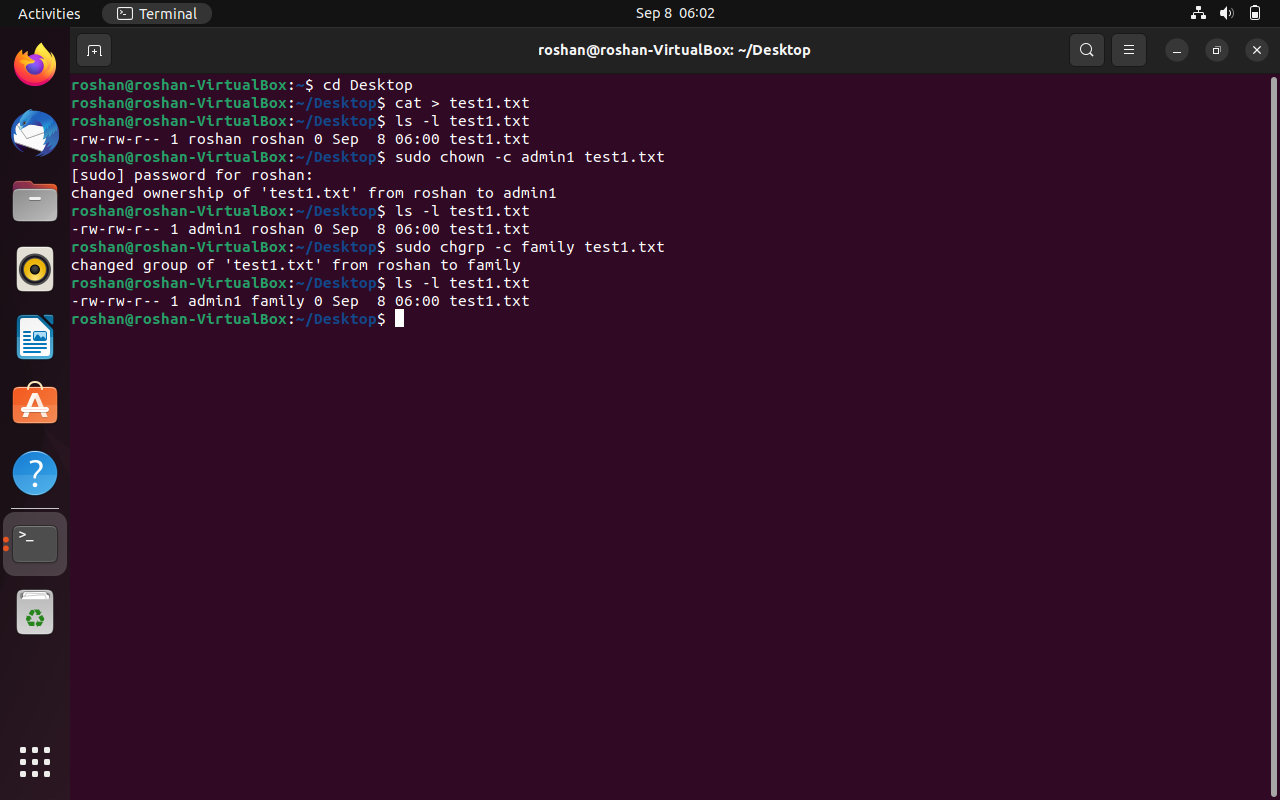 Activities Terminal Sep 8 06:02
roshan@roshan-VirtualBox: ~/Desktop
roshan@roshan-VirtualBox:~$ cd Desktop
roshan@roshan-VirtualBox:~/Desktop$ cat > test1.txt
roshan@roshan-VirtualBox:~/Desktop$ ls -l test1.txt
-rw-rw-r-- 1 roshan roshan 0 Sep  8 06:00 test1.txt
roshan@roshan-VirtualBox:~/Desktop$ sudo chown -c admin1 test1.txt
[sudo] password for roshan:
changed ownership of 'test1.txt' from roshan to admin1
roshan@roshan-VirtualBox:~/Desktop$ ls -l test1.txt
-rw-rw-r-- 1 admin1 roshan 0 Sep  8 06:00 test1.txt
roshan@roshan-VirtualBox:~/Desktop$ sudo chgrp -c family test1.txt
changed group of 'test1.txt' from roshan to family
roshan@roshan-VirtualBox:~/Desktop$ ls -l test1.txt
-rw-rw-r-- 1 admin1 family 0 Sep  8 06:00 test1.txt
roshan@roshan-VirtualBox:~/Desktop$